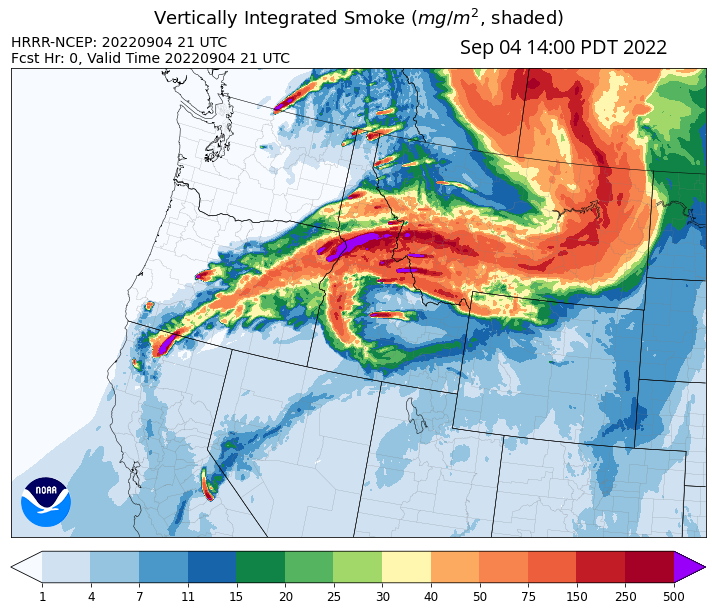 Vertically Integrated Smoke (mg/m², shaded)
HRRR-NCEP: 20220904 21 UTC
Fcst Hr: 0, Valid Time 20220904 21 UTC
Sep 04 14:00 PDT 2022
NOAA
1 4 7 11 15 20 25 30 40 50 75 150 250 500